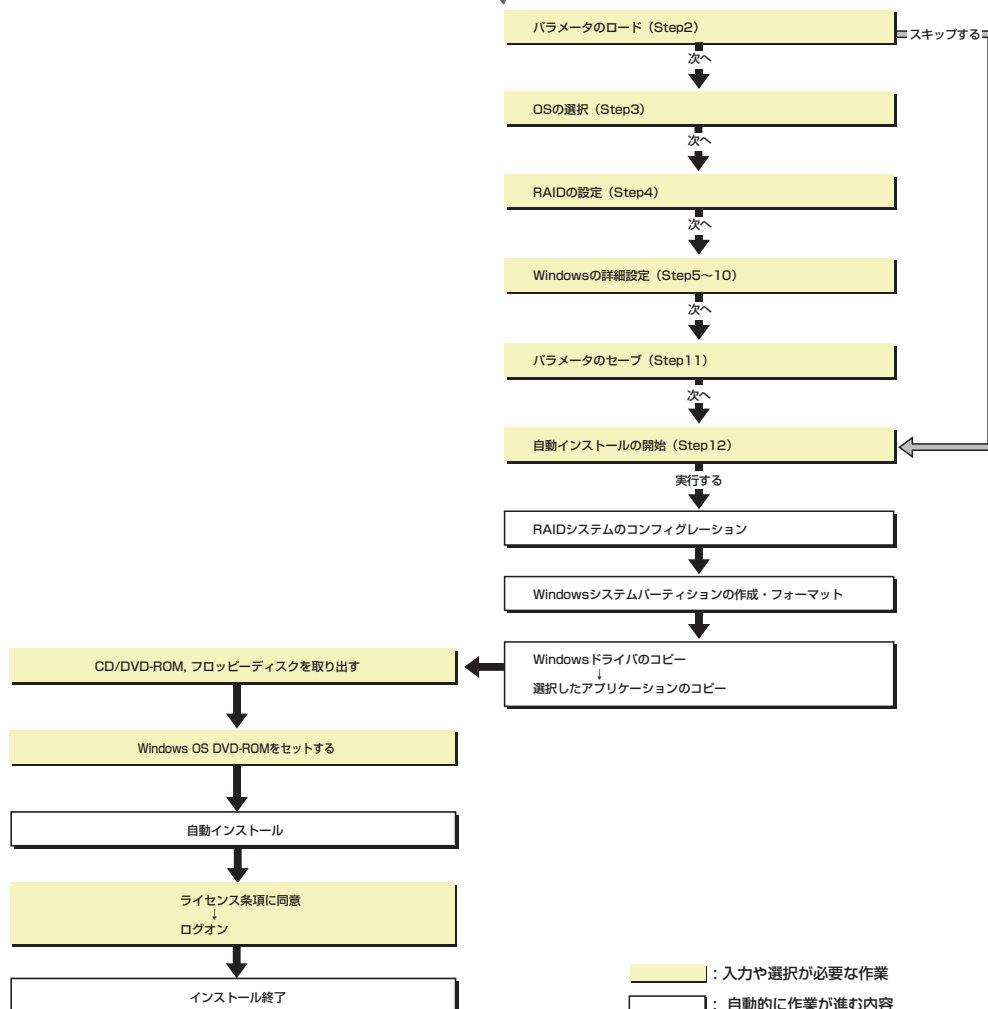 パラメータのロード（Step2）
スキップする
次へ
OSの選択（Step3）
次へ
RAIDの設定（Step4）
次へ
Windowsの詳細設定（Step5～10）
次へ
パラメータのセーブ（Step11）
次へ
自動インストールの開始（Step12）
実行する
RAIDシステムのコンフィグレーション
Windowsシステムパーティションの作成・フォーマット
Windowsドライバのコピー
↓
選択したアプリケーションのコピー
CD/DVD-ROM, フロッピーディスクを取り出す
Windows OS DVD-ROMをセットする
自動インストール
ライセンス条項に同意
↓
ログオン
インストール終了
：入力や選択が必要な作業
：自動的に作業が進む内容